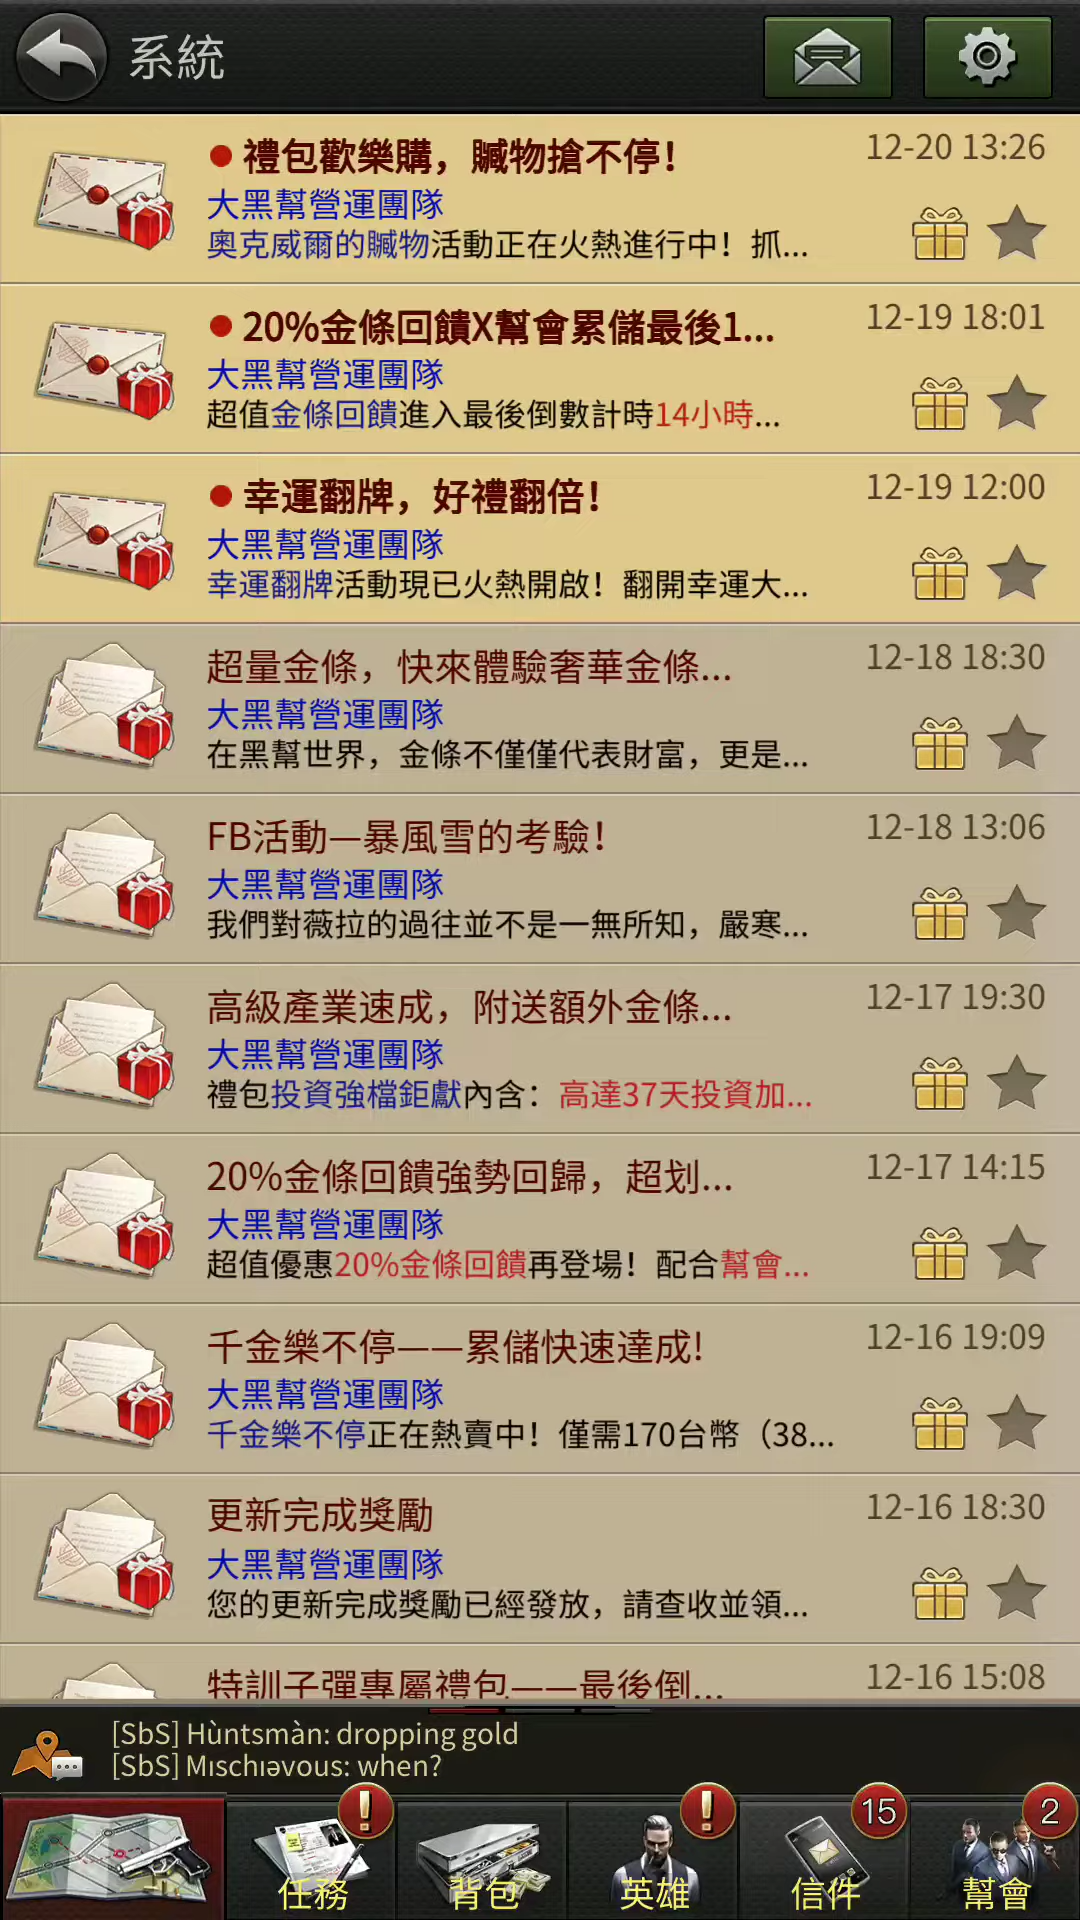 系統
禮包歡樂購，贓物搶不停！
12-20 13:26
大黑幫營運團隊
奧克威爾的贓物活動正在火熱進行中！抓...
20%金條回饋X幫會累儲最後1...
12-19 18:01
大黑幫營運團隊
超值金條回饋進入最後倒數計時14小時...
幸運翻牌，好禮翻倍！
12-19 12:00
大黑幫營運團隊
幸運翻牌活動現已火熱開啟！翻開幸運大...
超量金條，快來體驗奢華金條...
12-18 18:30
大黑幫營運團隊
在黑幫世界，金條不僅僅代表財富，更是...
FB活動—暴風雪的考驗！
12-18 13:06
大黑幫營運團隊
我們對薇拉的過往並不是一無所知，嚴寒...
高級產業速成，附送額外金條...
12-17 19:30
大黑幫營運團隊
禮包投資強檔鉅獻內含：高達37天投資加...
20%金條回饋強勢回歸，超划...
12-17 14:15
大黑幫營運團隊
超值優惠20%金條回饋再登場！配合幫會...
千金樂不停——累儲快速達成！
12-16 19:09
大黑幫營運團隊
千金樂不停正在熱賣中！僅需170台幣（38...
更新完成獎勵
12-16 18:30
大黑幫營運團隊
您的更新完成獎勵已經發放，請查收並領...
特訓子彈專屬禮包——最後倒...
12-16 15:08
[SbS] Hùntsmàn: dropping gold
[SbS] Mıschıəvous: when?
15
2
任務
背包
英雄
信件
幫會